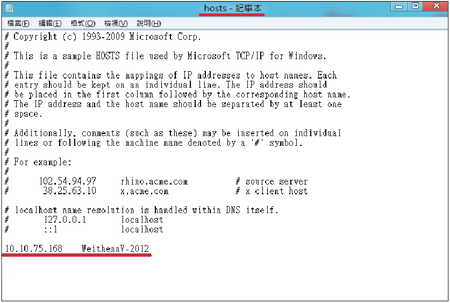 hosts - 記事本
檔案(F) 編輯(E) 格式(O) 檢視(V) 說明(H)
# Copyright (c) 1993-2009 Microsoft Corp.
#
# This is a sample HOSTS file used by Microsoft TCP/IP for Windows.
#
# This file contains the mappings of IP addresses to host names. Each
# entry should be kept on an individual line. The IP address should
# be placed in the first column followed by the corresponding host name.
# The IP address and the host name should be separated by at least one
# space.
#
# Additionally, comments (such as these) may be inserted on individual
# lines or following the machine name denoted by a '#' symbol.
#
# For example:
#
# 102.54.94.97 rhino.acme.com # source server
# 38.25.63.10 x.acme.com # x client host

# localhost name resolution is handled within DNS itself.
# 127.0.0.1 localhost
# ::1 localhost

10.10.75.168 WeithennV-2012